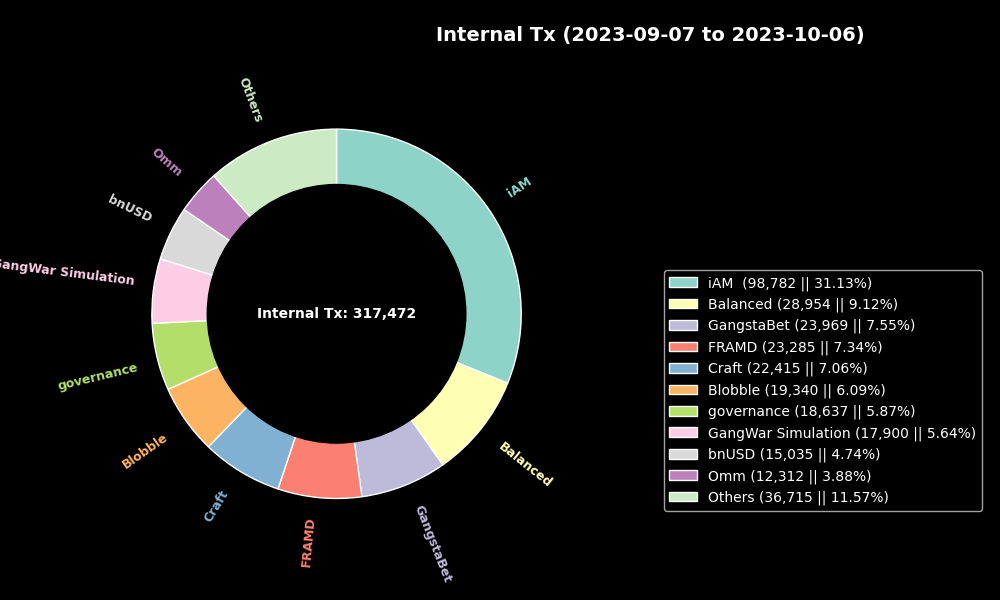 Internal Tx (2023-09-07 to 2023-10-06)
Others
Omm
bnUSD
GangWar Simulation
governance
Blobble
Craft
FRAMD
GangstaBet
Balanced
iAM
Internal Tx: 317,472
iAM  (98,782 || 31.13%)
Balanced (28,954 || 9.12%)
GangstaBet (23,969 || 7.55%)
FRAMD (23,285 || 7.34%)
Craft (22,415 || 7.06%)
Blobble (19,340 || 6.09%)
governance (18,637 || 5.87%)
GangWar Simulation (17,900 || 5.64%)
bnUSD (15,035 || 4.74%)
Omm (12,312 || 3.88%)
Others (36,715 || 11.57%)